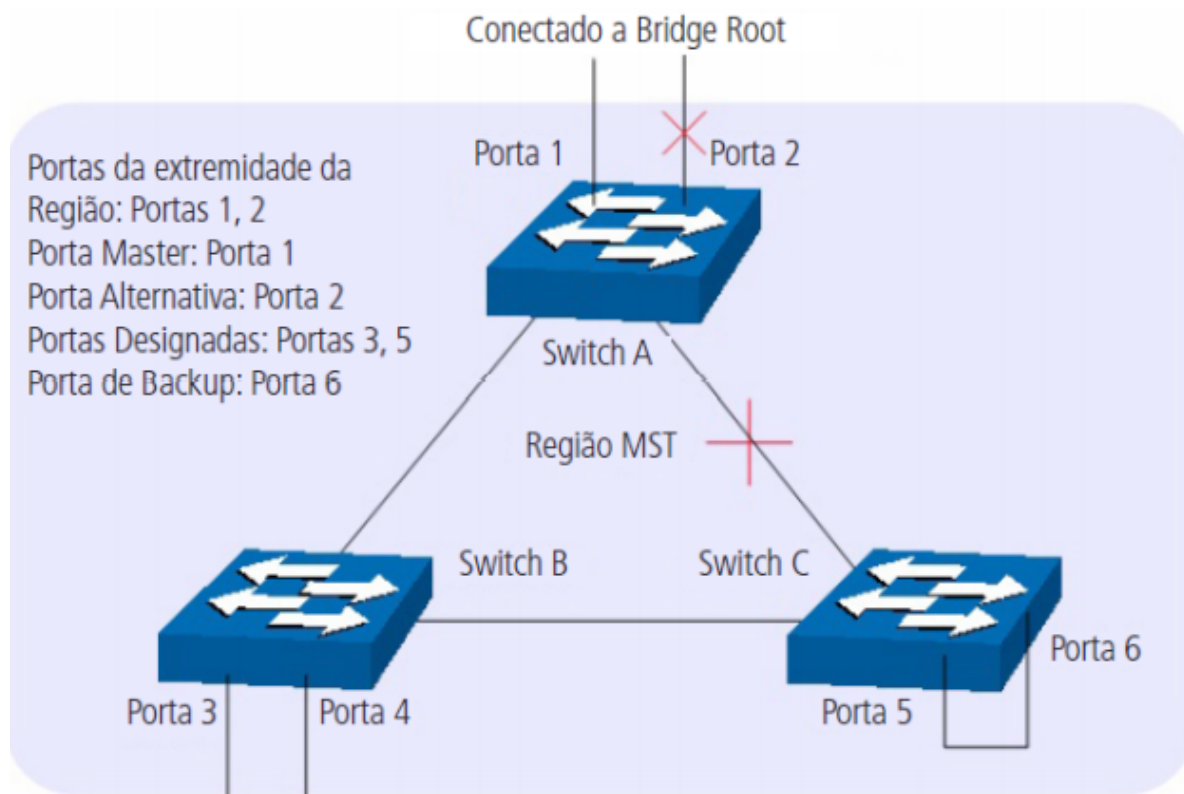 Conectado a Bridge Root
Porta 1
Porta 2
Portas da extremidade da
Região: Portas 1, 2
Porta Master: Porta 1
Porta Alternativa: Porta 2
Portas Designadas: Portas 3, 5
Porta de Backup: Porta 6
Switch A
Região MST
Switch B
Switch C
Porta 3
Porta 4
Porta 5
Porta 6